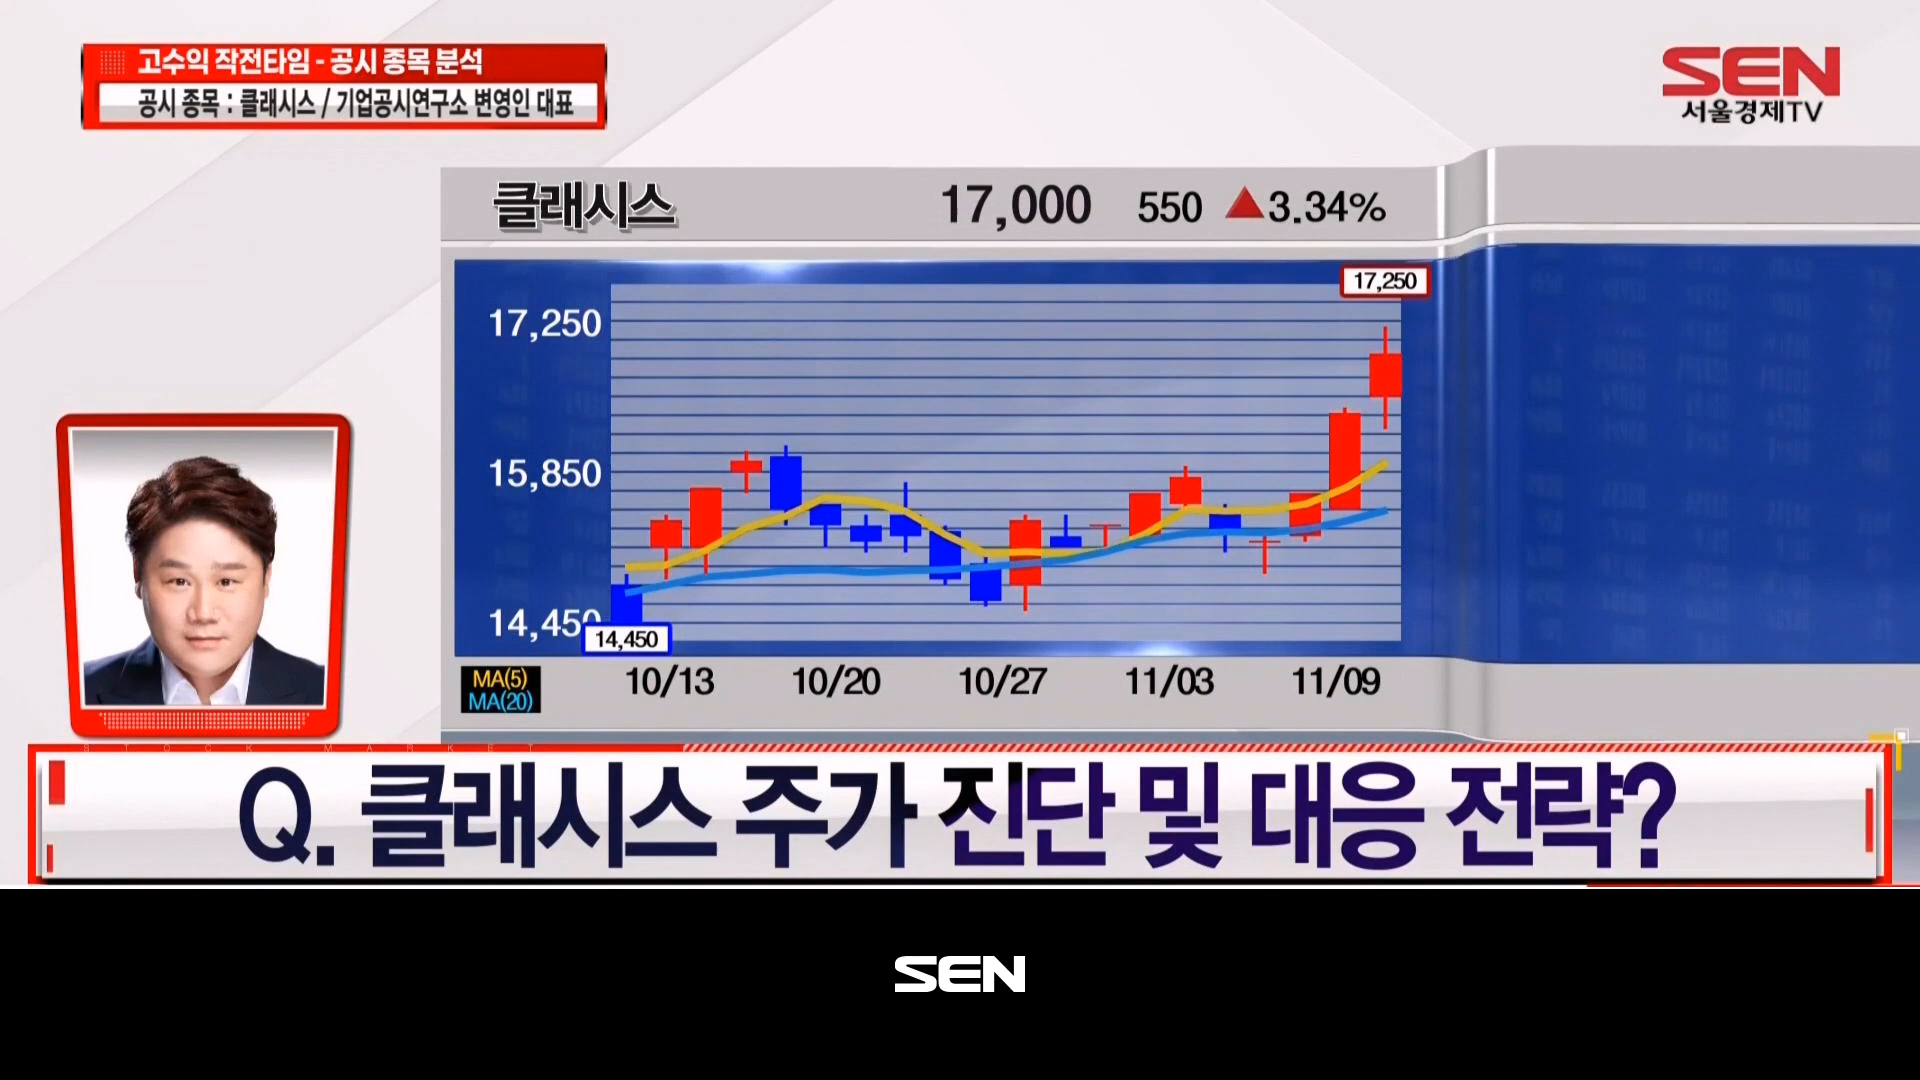 고수익 작전타임 - 공시 종목 분석
공시 종목 : 클래시스 / 기업공시연구소 변영인 대표
SEN
서울경제TV
클래시스 17,000 550 ▲3.34%
17,250
17,250
15,850
14,450
14,450
MA(5)
MA(20)
10/13 10/20 10/27 11/03 11/09
STOCK MARKET
Q. 클래시스 주가 진단 및 대응 전략?
SEN